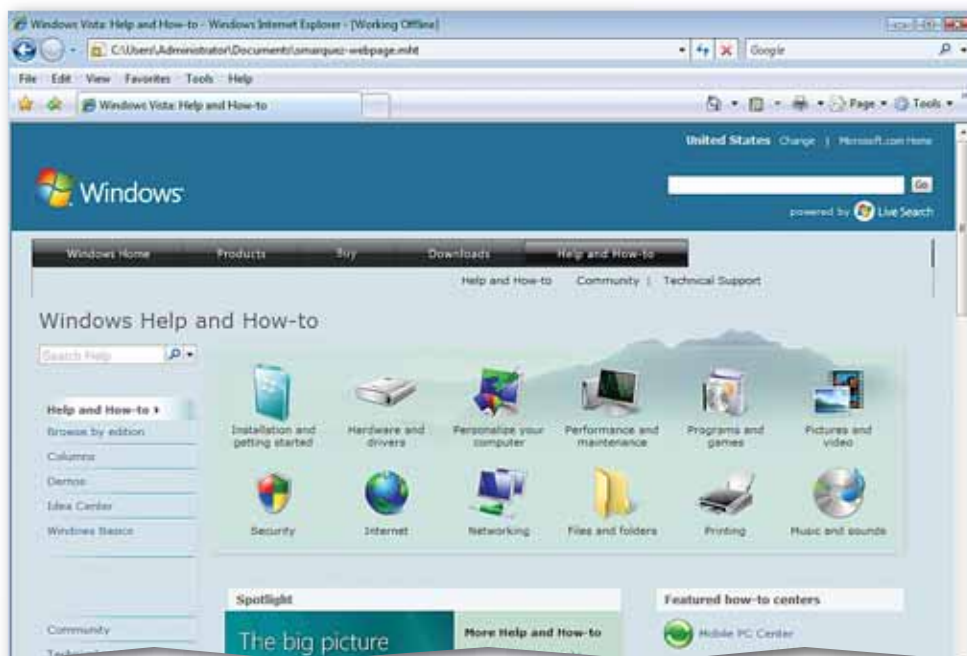 Windows Vista: Help and How-to - Windows Internet Explorer - [Working Offline]
C:\Users\Administrator\Documents\smarquez-webpage.mht
Google
File Edit View Favorites Tools Help
Windows Vista: Help and How-to
Page Tools
United States Change | Microsoft.com Home
Windows
Go
powered by Live Search
Windows Home Products Buy Downloads Help and How-to
Help and How-to Community | Technical Support
Windows Help and How-to
Search Help
Help and How-to
Browse by edition
Columns
Demos
Idea Center
Windows Basics
Community
Installation and getting started
Hardware and drivers
Personalize your computer
Performance and maintenance
Programs and games
Pictures and video
Security
Internet
Networking
Files and folders
Printing
Music and sounds
Spotlight
The big picture
More Help and How-to
Featured how-to centers
Mobile PC Center